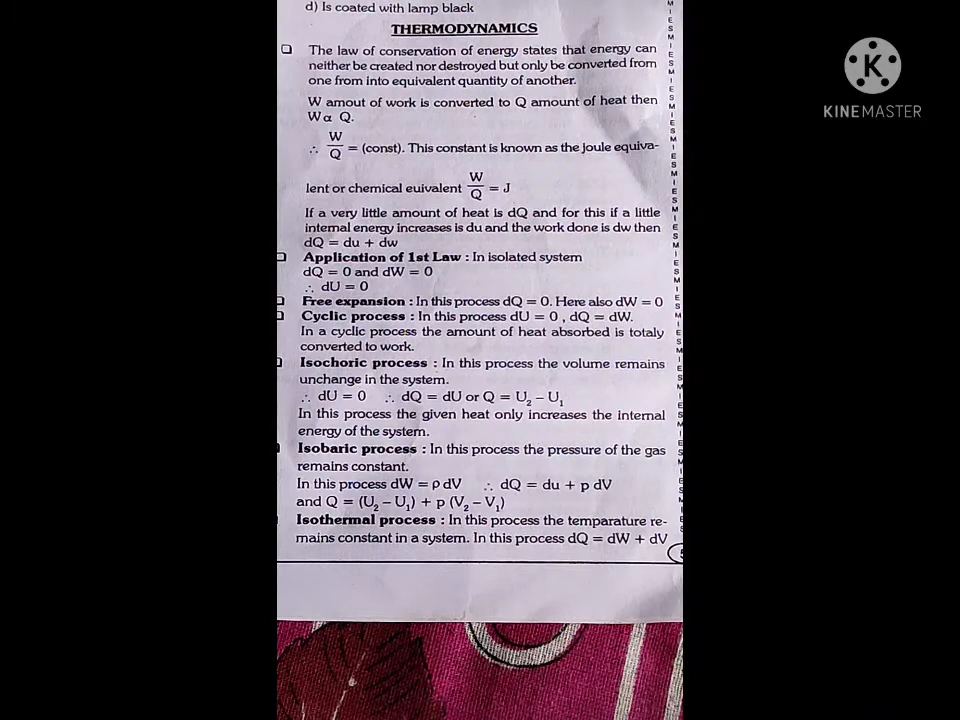 d) Is coated with lamp black
THERMODYNAMICS
The law of conservation of energy states that energy can
neither be created nor destroyed but only be converted from
one from into equivalent quantity of another.
W amout of work is converted to Q amount of heat then
W α Q.
∴ W/Q = (const). This constant is known as the joule equiva-
lent or chemical euivalent W/Q = J
If a very little amount of heat is dQ and for this if a little
internal energy increases is du and the work done is dw then
dQ = du + dw
Application of 1st Law : In isolated system
dQ = 0 and dW = 0
∴ dU = 0
Free expansion : In this process dQ = 0. Here also dW = 0
Cyclic process : In this process dU = 0 , dQ = dW.
In a cyclic process the amount of heat absorbed is totaly
converted to work.
Isochoric process : In this process the volume remains
unchange in the system.
∴ dU = 0 ∴ dQ = dU or Q = U₂ – U₁
In this process the given heat only increases the internal
energy of the system.
Isobaric process : In this process the pressure of the gas
remains constant.
In this process dW = ρ dV ∴ dQ = du + p dV
and Q = (U₂ – U₁) + p (V₂ – V₁)
Isothermal process : In this process the temparature re-
mains constant in a system. In this process dQ = dW + dV
K
KINEMASTER